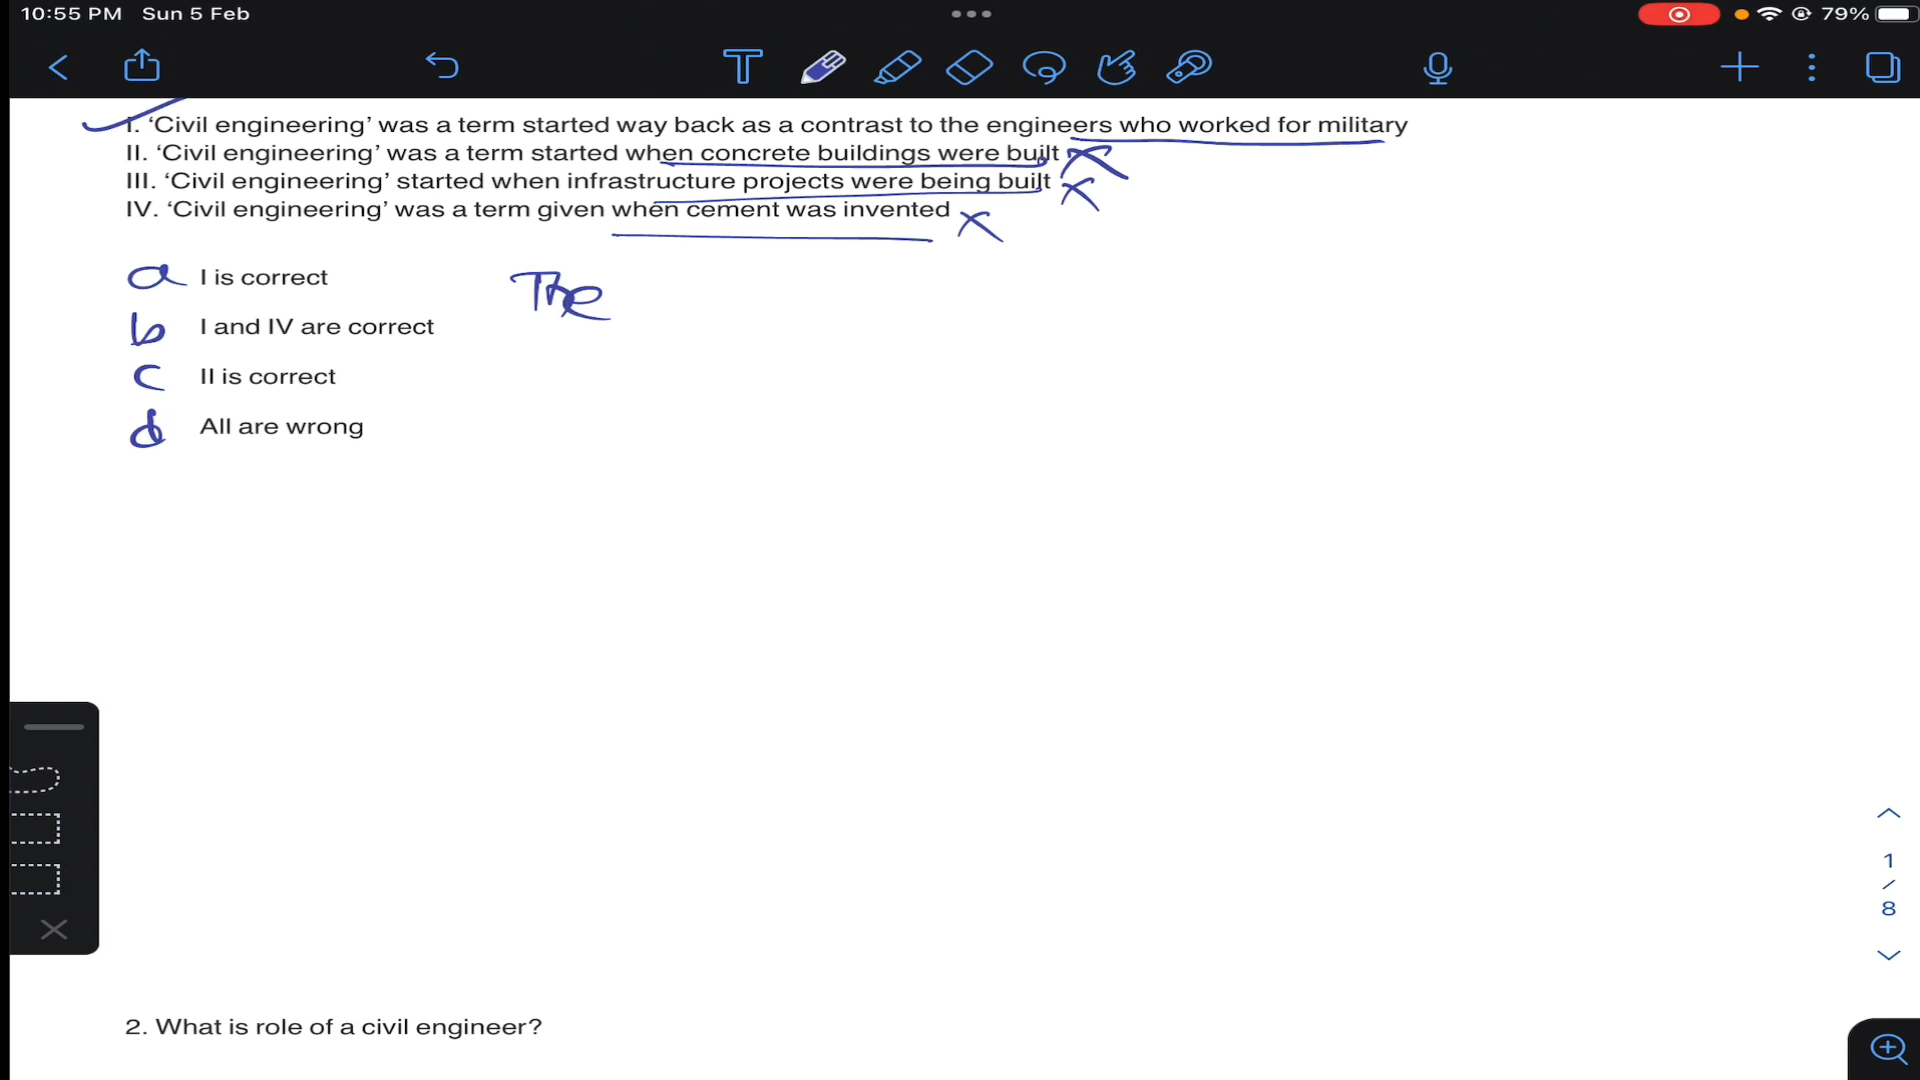 10:55 PM Sun 5 Feb 79%
I. ‘Civil engineering’ was a term started way back as a contrast to the engineers who worked for military
II. ‘Civil engineering’ was a term started when concrete buildings were built
III. ‘Civil engineering’ started when infrastructure projects were being built
IV. ‘Civil engineering’ was a term given when cement was invented
a I is correct
The
b I and IV are correct
c II is correct
d All are wrong
1
/
8
2. What is role of a civil engineer?